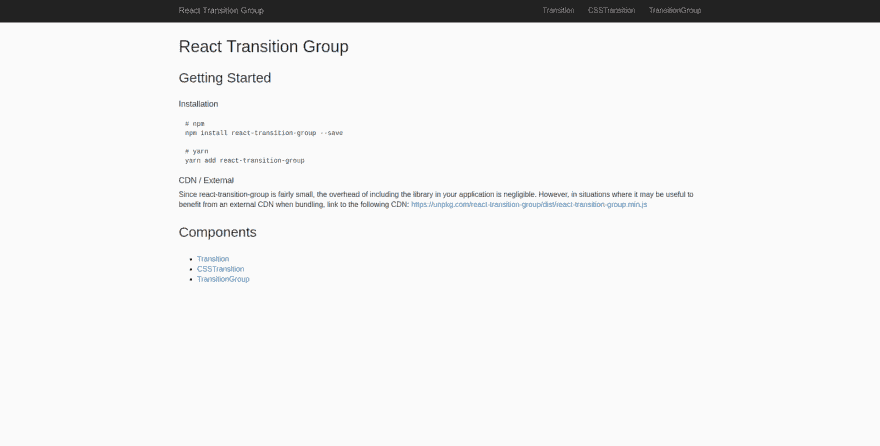 React Transition Group
Transition CSSTransition TransitionGroup
React Transition Group
Getting Started
Installation
# npm
npm install react-transition-group --save
# yarn
yarn add react-transition-group
CDN / External
Since react-transition-group is fairly small, the overhead of including the library in your application is negligible. However, in situations where it may be useful to
benefit from an external CDN when bundling, link to the following CDN: https://unpkg.com/react-transition-group/dist/react-transition-group.min.js
Components
Transition
CSSTransition
TransitionGroup